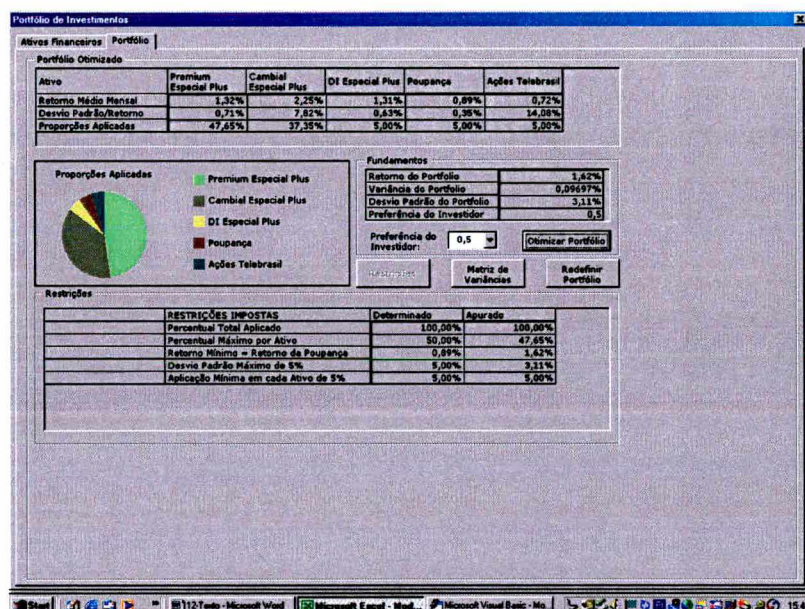 Portfólio de Investimentos
Ativos Financeiros Portfólio
Portfólio Otimizado
Ativo Premium Especial Plus Cambial Especial Plus DI Especial Plus Poupança Ações Telebrasil
Retorno Médio Mensal 1,32% 2,25% 1,31% 0,89% 0,72%
Desvio Padrão/Retorno 0,71% 7,82% 0,63% 0,35% 14,08%
Proporções Aplicadas 47,65% 37,35% 5,00% 5,00% 5,00%
Proporções Aplicadas
Premium Especial Plus
Cambial Especial Plus
DI Especial Plus
Poupança
Ações Telebrasil
Fundamentos
Retorno do Portfolio 1,62%
Variância do Portfolio 0,09697%
Desvio Padrão do Portfolio 3,11%
Preferência do Investidor 0,5
Preferência do Investidor: 0,5
Otimizar Portfólio
Matriz de Variâncias
Redefinir Portfólio
Restrições
RESTRIÇÕES IMPOSTAS Determinado Apurado
Percentual Total Aplicado 100,00% 100,00%
Percentual Máximo por Ativo 50,00% 47,65%
Retorno Mínimo = Retorno da Poupança 0,89% 1,62%
Desvio Padrão Máximo de 5% 5,00% 3,11%
Aplicação Mínima em cada Ativo de 5% 5,00% 5,00%
Start 12-Texto - Microsoft Word Microsoft Excel - Mod... Microsoft Visual Basic - Mo...